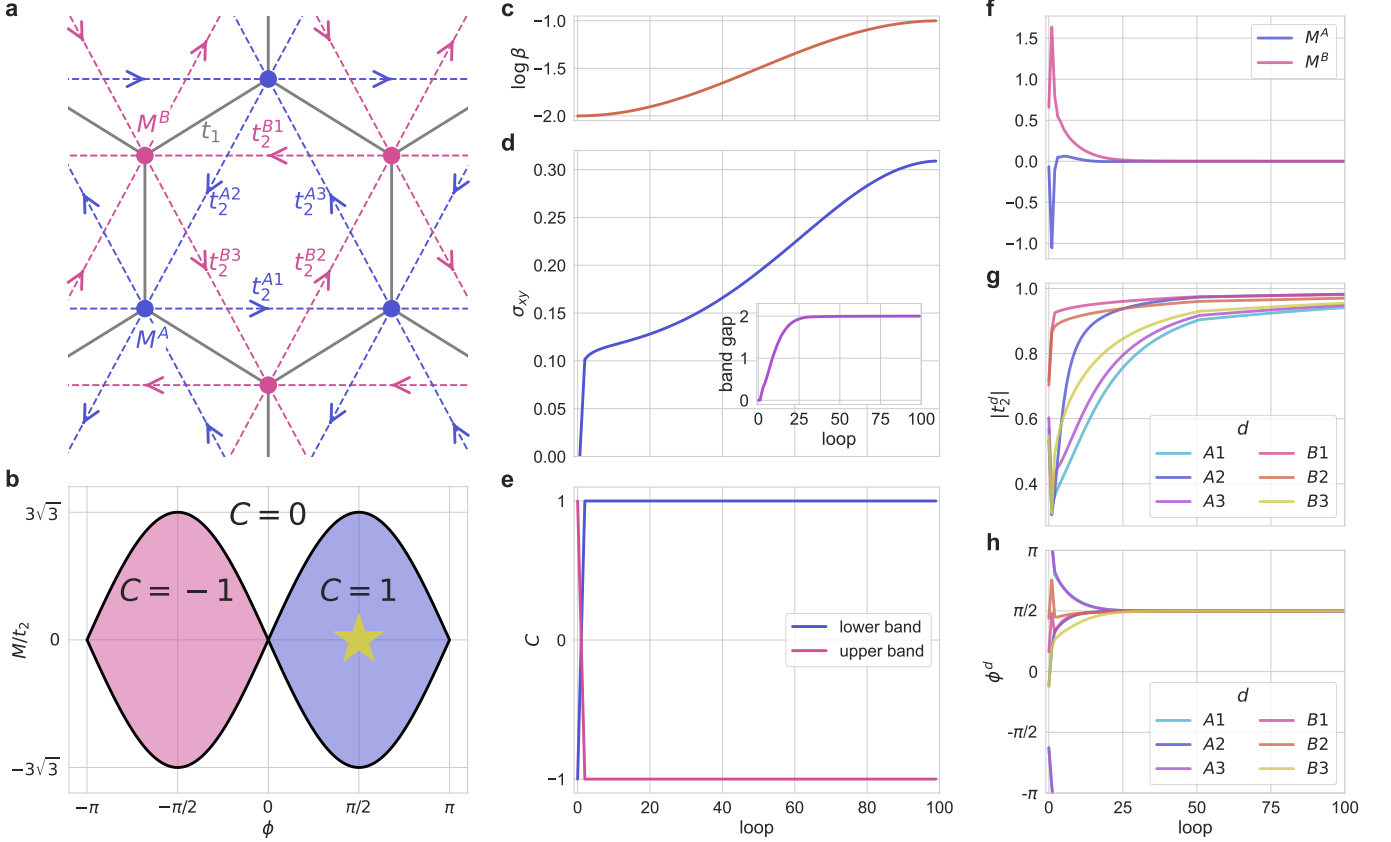 a
M^B
t_1
t_2^{B1}
t_2^{A2}
t_2^{A3}
t_2^{B3}
t_2^{B2}
t_2^{A1}
M^A
b
C = 0
C = −1
C = 1
3√3
0
−3√3
M/t_2
−π
−π/2
0
π/2
π
ϕ
c
−1.0
−1.5
−2.0
log β
d
0.30
0.25
0.20
0.15
0.10
0.05
0.00
σ_{xy}
band gap
2
1
0
0
25
50
75
100
loop
e
1
0
−1
C
lower band
upper band
0
20
40
60
80
100
loop
f
1.5
1.0
0.5
0.0
−0.5
−1.0
M^A
M^B
g
1.0
0.8
0.6
0.4
|t_2^d|
d
A1
B1
A2
B2
A3
B3
h
π
π/2
0
-π/2
-π
ϕ^d
d
A1
B1
A2
B2
A3
B3
0
25
50
75
100
loop